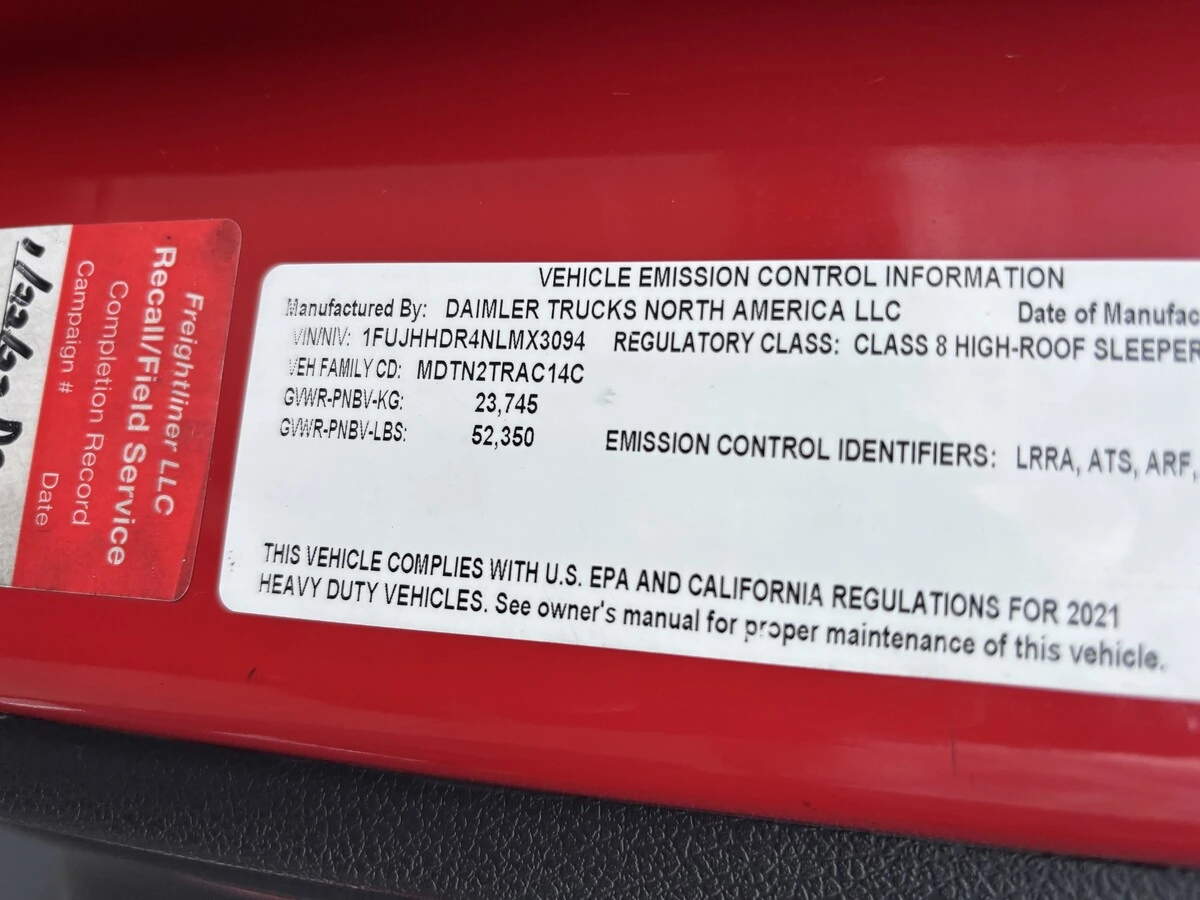 Freightliner LLC
Recall/Field Service
Completion Record
Campaign # Date
VEHICLE EMISSION CONTROL INFORMATION
Manufactured By: DAIMLER TRUCKS NORTH AMERICA LLC Date of Manufac
VIN/NIV: 1FUJHHDR4NLMX3094 REGULATORY CLASS: CLASS 8 HIGH-ROOF SLEEPER
VEH FAMILY CD: MDTN2TRAC14C
GVWR-PNBV-KG: 23,745
GVWR-PNBV-LBS: 52,350 EMISSION CONTROL IDENTIFIERS: LRRA, ATS, ARF,
THIS VEHICLE COMPLIES WITH U.S. EPA AND CALIFORNIA REGULATIONS FOR 2021
HEAVY DUTY VEHICLES. See owner's manual for proper maintenance of this vehicle.